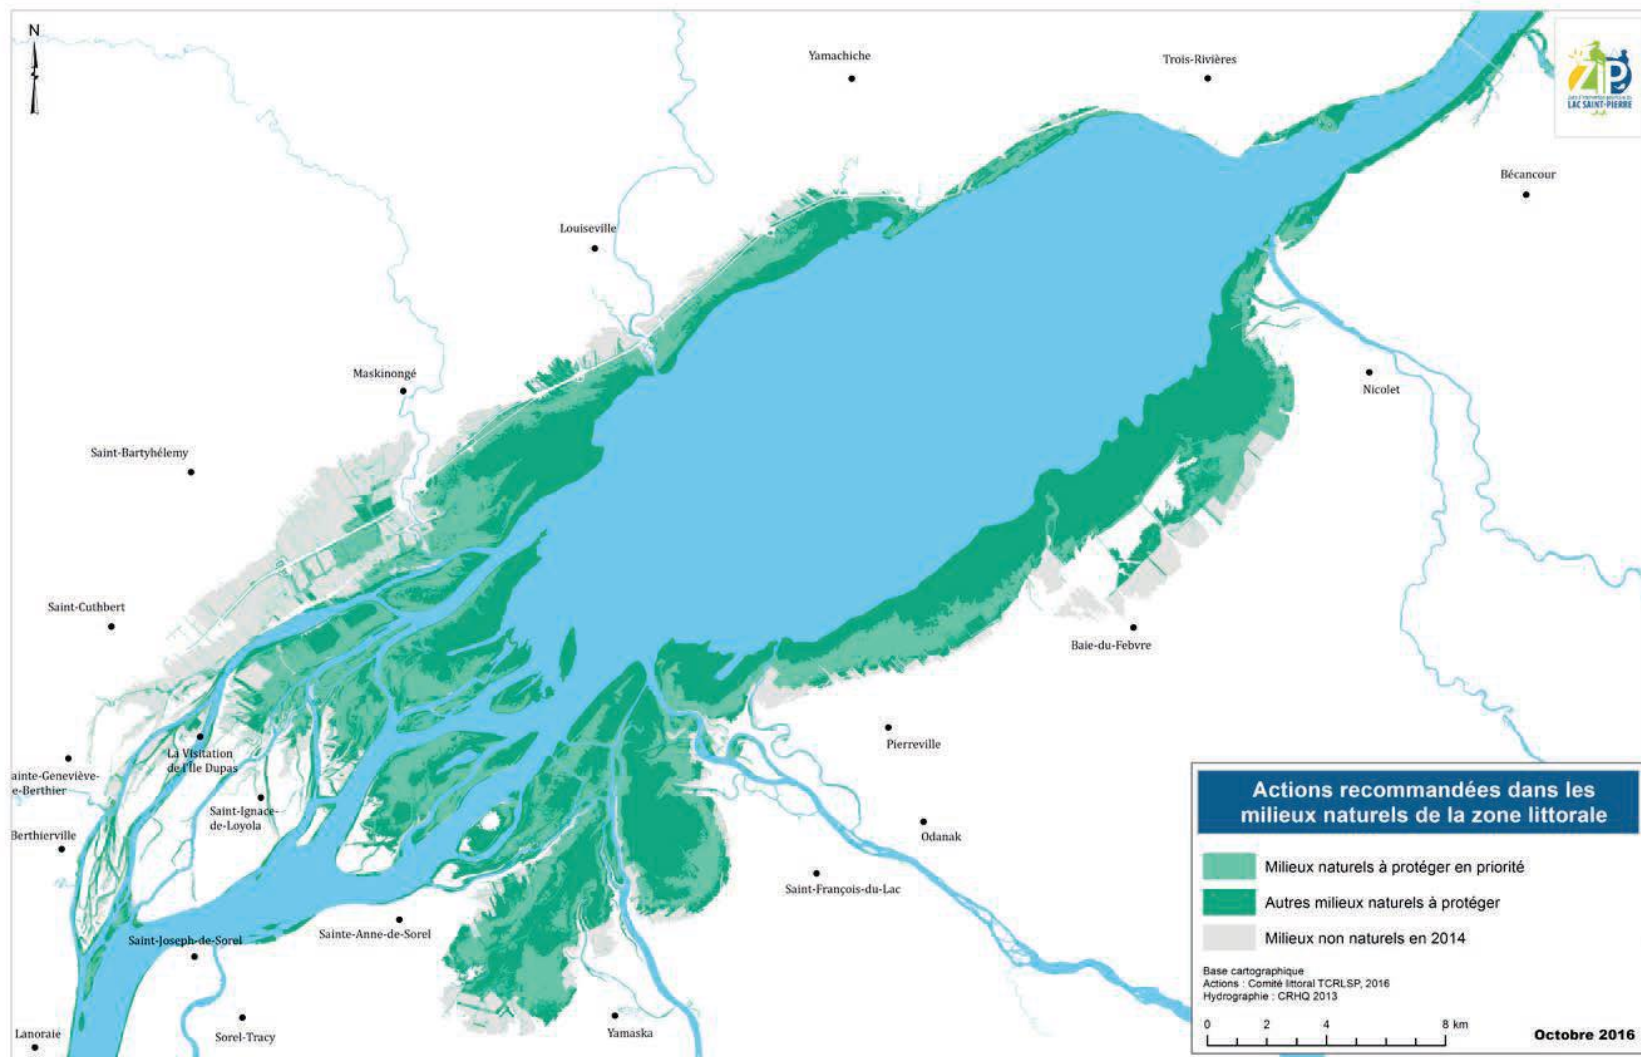 N
Yamachiche
Trois-Rivières
ZiP
LAC SAINT-PIERRE
Bécancour
Louiseville
Maskinongé
Nicolet
Saint-Bartyhélemy
Saint-Cuthbert
Baie-du-Febvre
La Visitation
de l'Île Dupas
Pierreville
ainte-Geneviève-
e-Berthier
Saint-Ignace-
de-Loyola
Berthierville
Odanak
Saint-François-du-Lac
Sainte-Anne-de-Sorel
Saint-Joseph-de-Sorel
Lanoraie
Sorel-Tracy
Yamaska
Actions recommandées dans les
milieux naturels de la zone littorale
Milieux naturels à protéger en priorité
Autres milieux naturels à protéger
Milieux non naturels en 2014
Base cartographique
Actions : Comité littoral TCRLSP, 2016
Hydrographie : CRHQ 2013
0 2 4 8 km
Octobre 2016